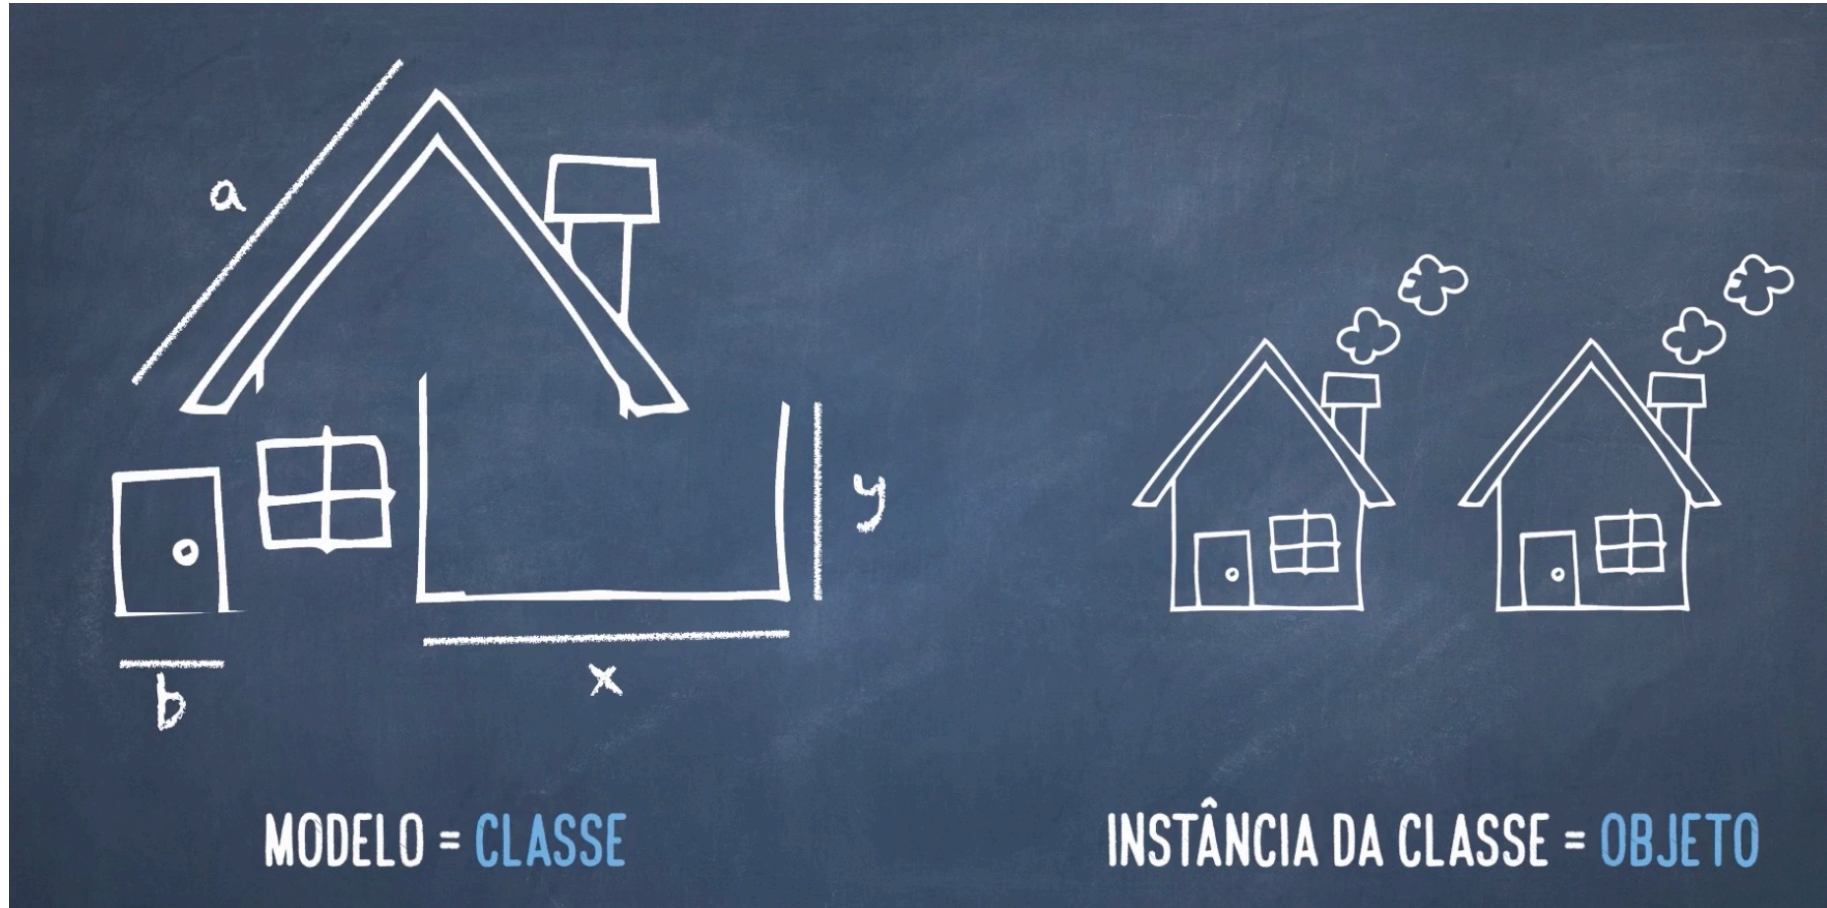 a
y
x
b
MODELO = CLASSE
INSTÂNCIA DA CLASSE = OBJETO